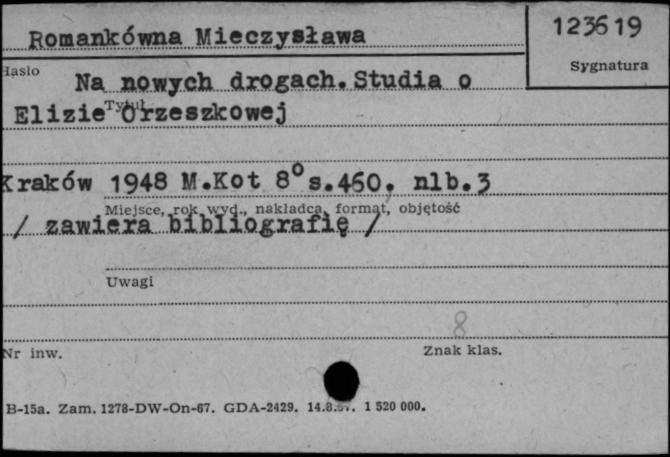 Romankówna Mieczysława
123619
Hasło
Sygnatura
Na nowych drogach. Studia o
Tytuł
Elizie Orzeszkowej
Kraków 1948 M.Kot 8° s.460, nlb.3
Miejsce, rok wyd., nakładca, format, objętość
/ zawiera bibliografię /
Uwagi
8
Nr inw.
Znak klas.
B-15a. Zam. 1278-DW-On-67. GDA-2429. 14.8. 1 520 000.